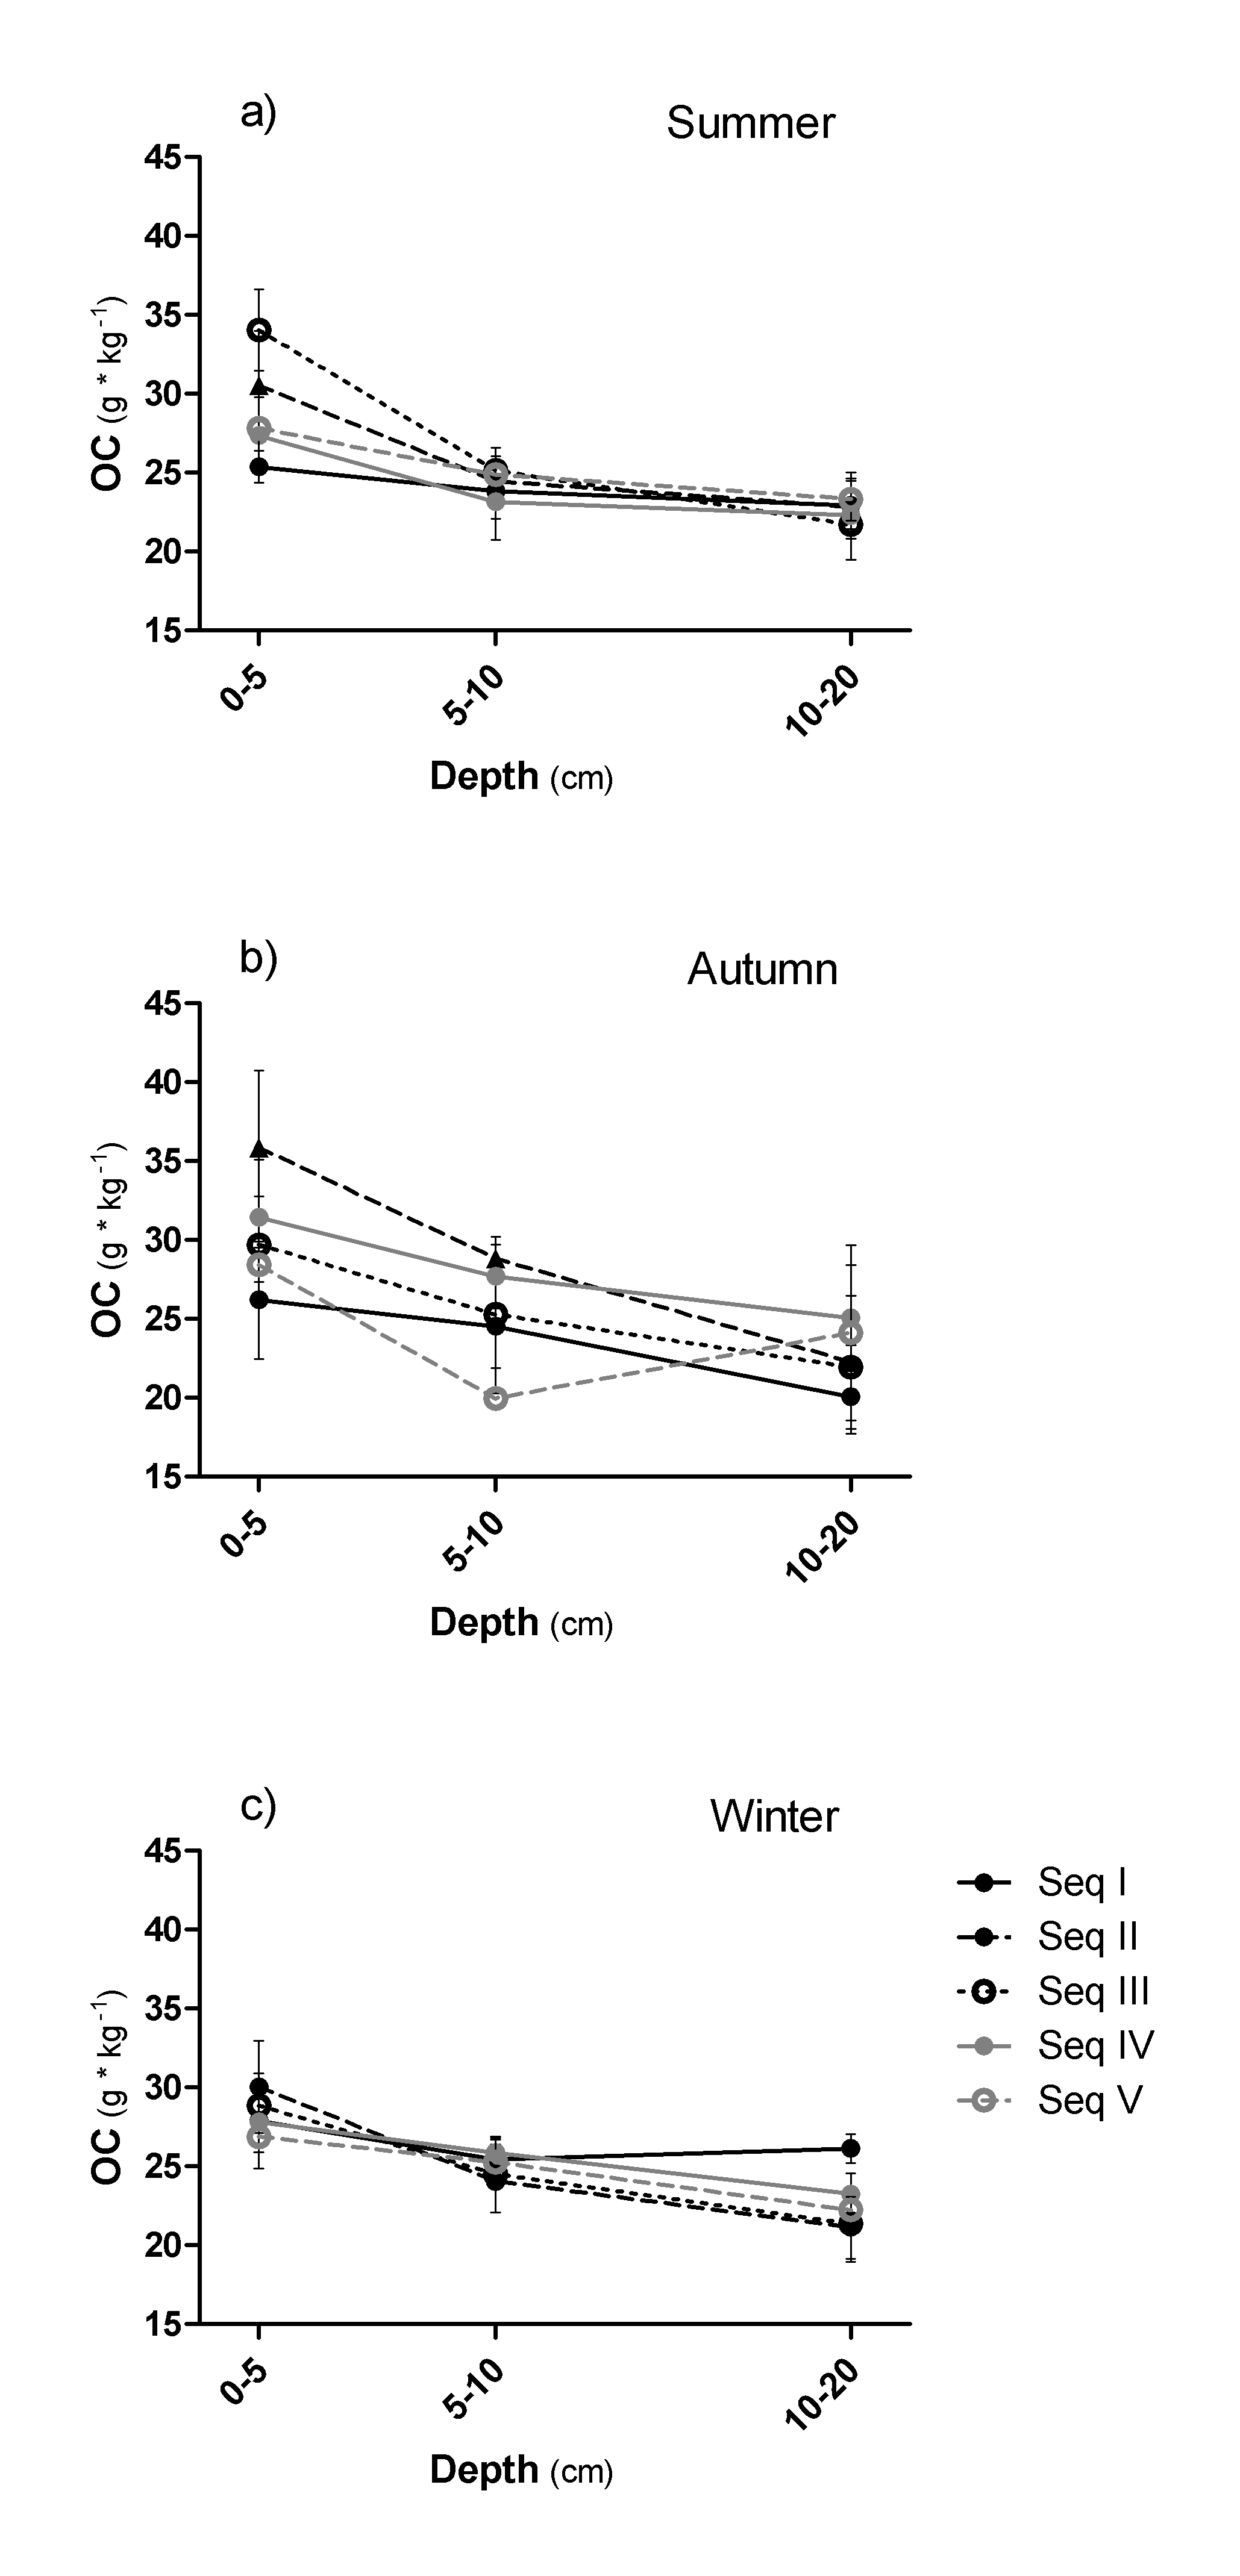 a)
Summer
45
40
35
30
25
20
15
OC (g * kg⁻¹)
0-5
5-10
10-20
Depth (cm)
b)
Autumn
45
40
35
30
25
20
15
OC (g * kg⁻¹)
0-5
5-10
10-20
Depth (cm)
c)
Winter
45
40
35
30
25
20
15
OC (g * kg⁻¹)
0-5
5-10
10-20
Depth (cm)
Seq I
Seq II
Seq III
Seq IV
Seq V